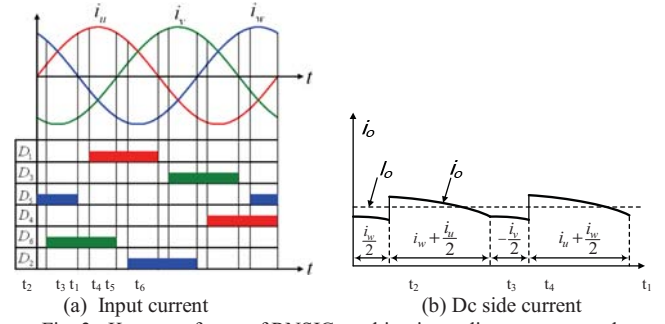 i_u i_v i_w
t
D_1
D_3
D_5
D_4
D_6
D_2
t
t_2 t_3 t_1 t_4 t_5 t_6
(a) Input current
i_o
I_o i_o
i_w/2 i_w + i_u/2 -i_v/2 i_u + i_w/2
t_2 t_3 t_4 t_1
(b) Dc side current